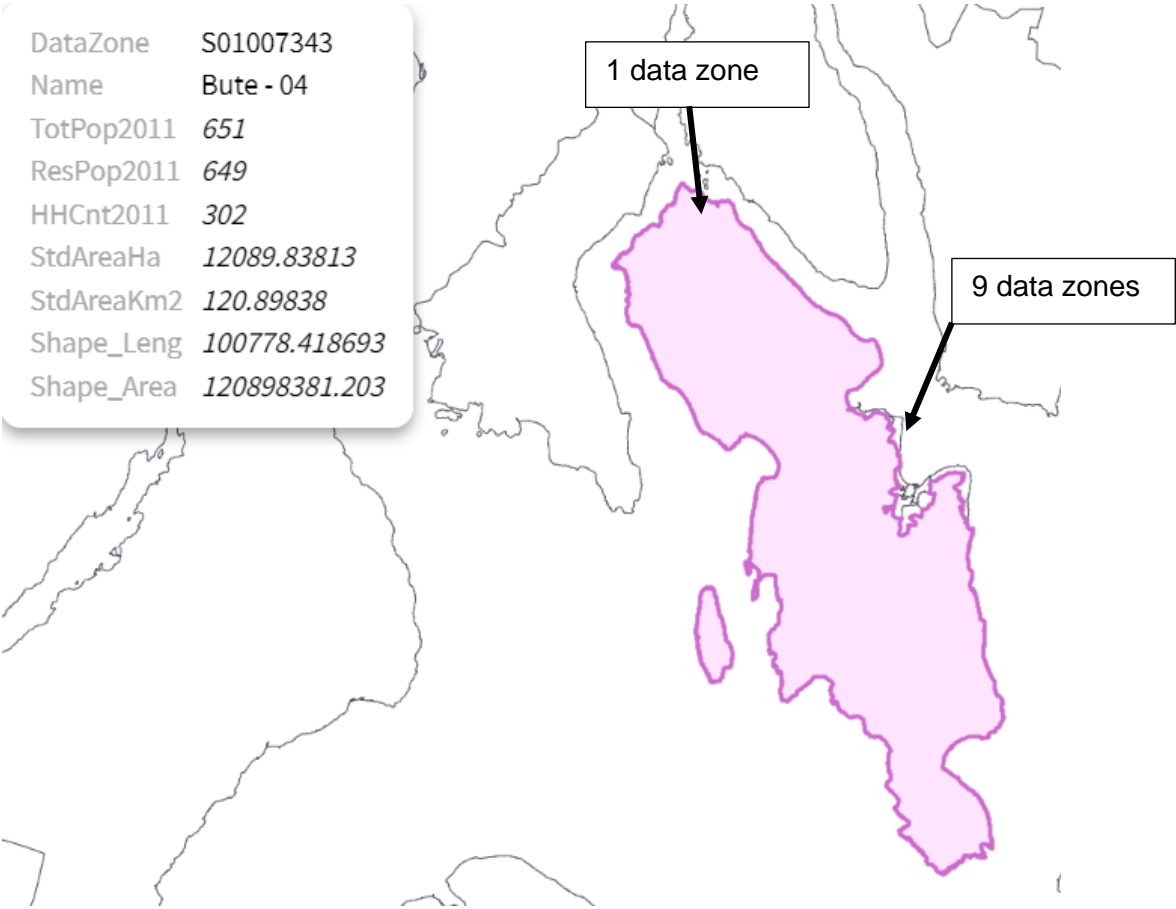 DataZone S01007343
Name Bute - 04
TotPop2011 651
ResPop2011 649
HHCnt2011 302
StdAreaHa 12089.83813
StdAreaKm2 120.89838
Shape_Leng 100778.418693
Shape_Area 120898381.203
1 data zone
9 data zones